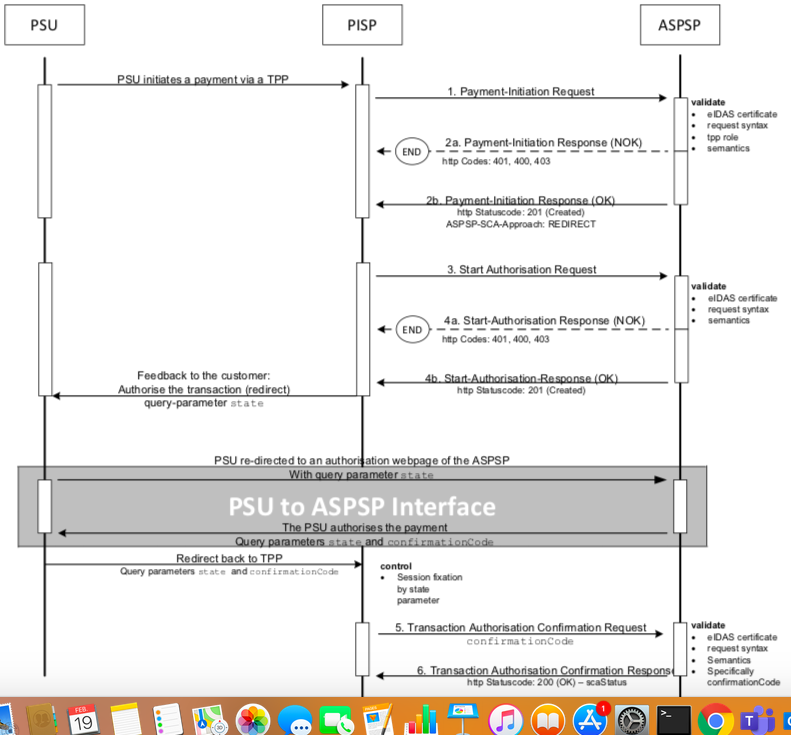 PSU
PISP
ASPSP
PSU initiates a payment via a TPP
1. Payment-Initiation Request
validate
• eIDAS certificate
• request syntax
• tpp role
• semantics
END
2a. Payment-Initiation Response (NOK)
http Codes: 401, 400, 403
2b. Payment-Initiation Response (OK)
http Statuscode: 201 (Created)
ASPSP-SCA-Approach: REDIRECT
3. Start Authorisation Request
validate
• eIDAS certificate
• request syntax
• semantics
END
4a. Start-Authorisation Response (NOK)
http Codes: 401, 400, 403
4b. Start-Authorisation-Response (OK)
http Statuscode: 201 (Created)
Feedback to the customer:
Authorise the transaction (redirect)
query-parameter state
PSU re-directed to an authorisation webpage of the ASPSP
With query parameter state
PSU to ASPSP Interface
The PSU authorises the payment
Query parameters state and confirmationCode
Redirect back to TPP
Query parameters state and confirmationCode
control
• Session fixation
by state
parameter
5. Transaction Authorisation Confirmation Request
confirmationCode
validate
• eIDAS certificate
• request syntax
• Semantics
• Specifically
confirmationCode
6. Transaction Authorisation Confirmation Respons
http Statuscode: 200 (OK) – scaStatus
FEB.
19
1
>_
T